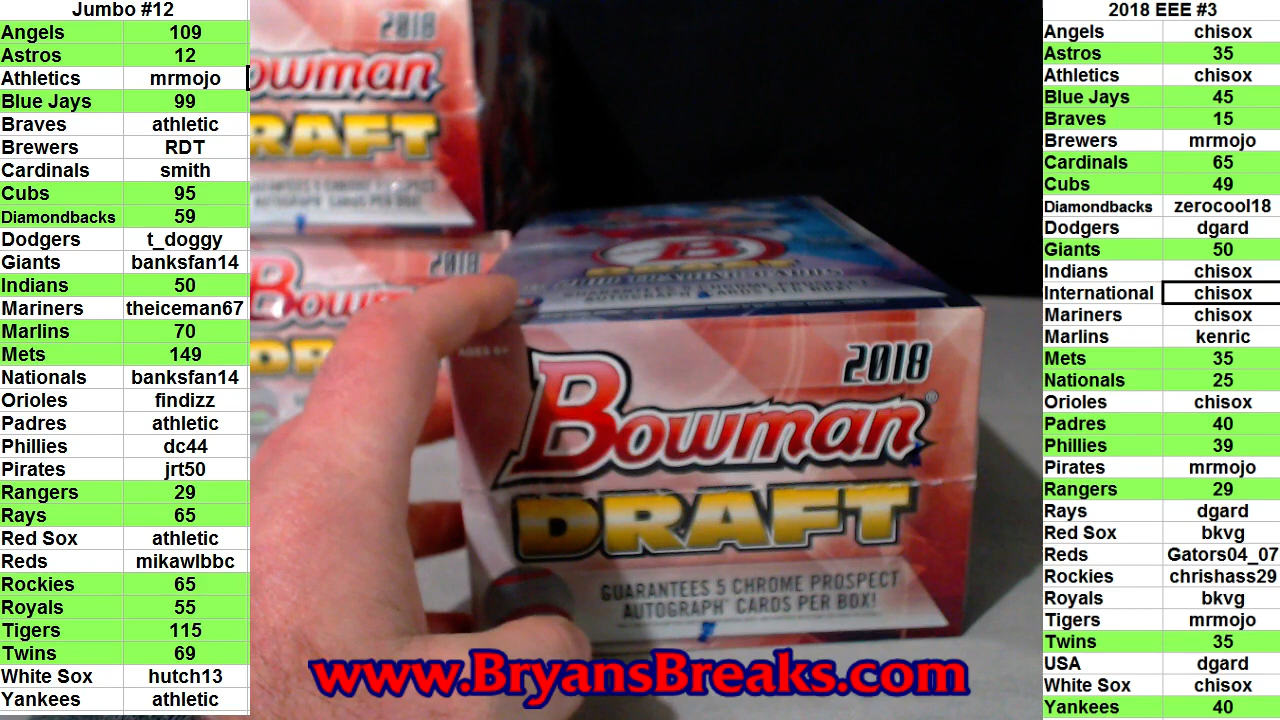 Jumbo #12
Angels 109
Astros 12
Athletics mrmojo
Blue Jays 99
Braves athletic
Brewers RDT
Cardinals smith
Cubs 95
Diamondbacks 59
Dodgers t_doggy
Giants banksfan14
Indians 50
Mariners theiceman67
Marlins 70
Mets 149
Nationals banksfan14
Orioles findizz
Padres athletic
Phillies dc44
Pirates jrt50
Rangers 29
Rays 65
Red Sox athletic
Reds mikawlbbc
Rockies 65
Royals 55
Tigers 115
Twins 69
White Sox hutch13
Yankees athletic
2018
Bowman
DRAFT
2018
B
DRAFT
AGES 6+
2018
Bowman®
DRAFT
GUARANTEES 5 CHROME PROSPECT
AUTOGRAPH CARDS PER BOX!
www.BryansBreaks.com
2018 EEE #3
Angels chisox
Astros 35
Athletics chisox
Blue Jays 45
Braves 15
Brewers mrmojo
Cardinals 65
Cubs 49
Diamondbacks zerocool18
Dodgers dgard
Giants 50
Indians chisox
International chisox
Mariners chisox
Marlins kenric
Mets 35
Nationals 25
Orioles chisox
Padres 40
Phillies 39
Pirates mrmojo
Rangers 29
Rays dgard
Red Sox bkvg
Reds Gators04_07
Rockies chrishass29
Royals bkvg
Tigers mrmojo
Twins 35
USA dgard
White Sox chisox
Yankees 40